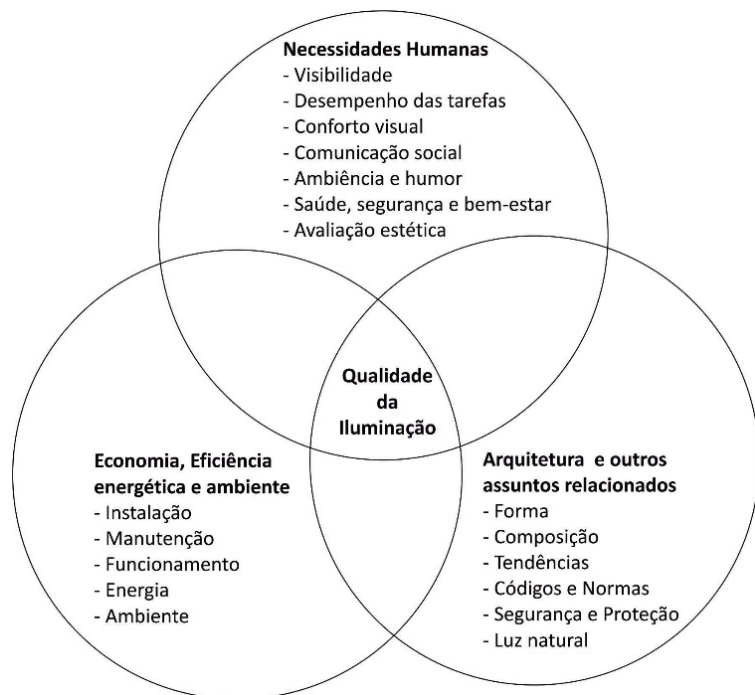 Necessidades Humanas
- Visibilidade
- Desempenho das tarefas
- Conforto visual
- Comunicação social
- Ambiência e humor
- Saúde, segurança e bem-estar
- Avaliação estética
Qualidade
da
Iluminação
Economia, Eficiência
energética e ambiente
- Instalação
- Manutenção
- Funcionamento
- Energia
- Ambiente
Arquitetura e outros
assuntos relacionados
- Forma
- Composição
- Tendências
- Códigos e Normas
- Segurança e Proteção
- Luz natural